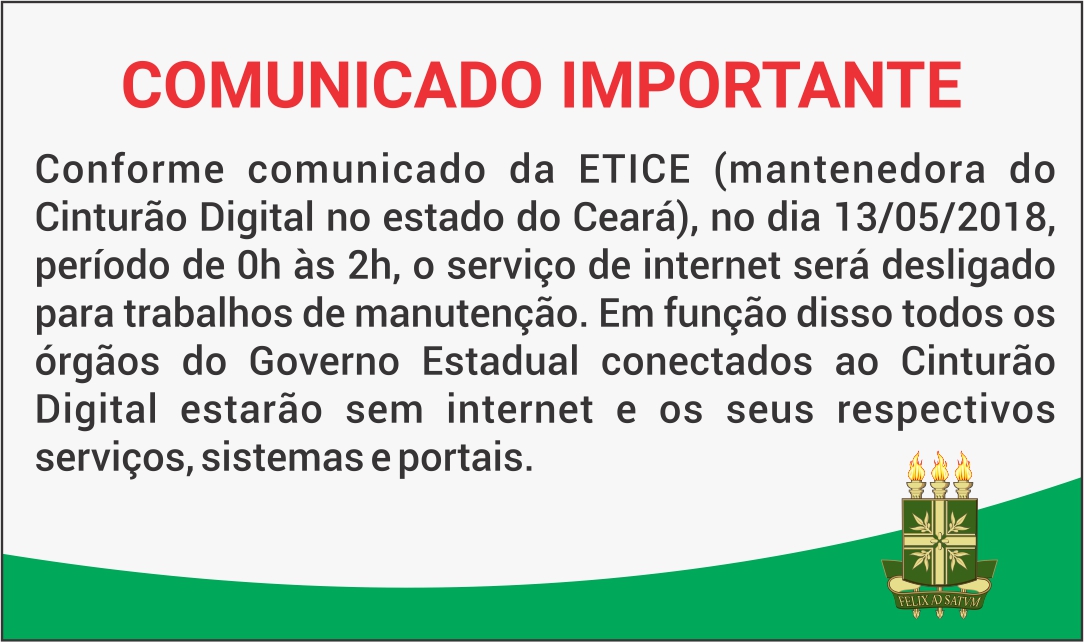 COMUNICADO IMPORTANTE
Conforme comunicado da ETICE (mantenedora do
Cinturão Digital no estado do Ceará), no dia 13/05/2018,
período de 0h às 2h, o serviço de internet será desligado
para trabalhos de manutenção. Em função disso todos os
órgãos do Governo Estadual conectados ao Cinturão
Digital estarão sem internet e os seus respectivos
serviços, sistemas e portais.
FELIX AD SATVM